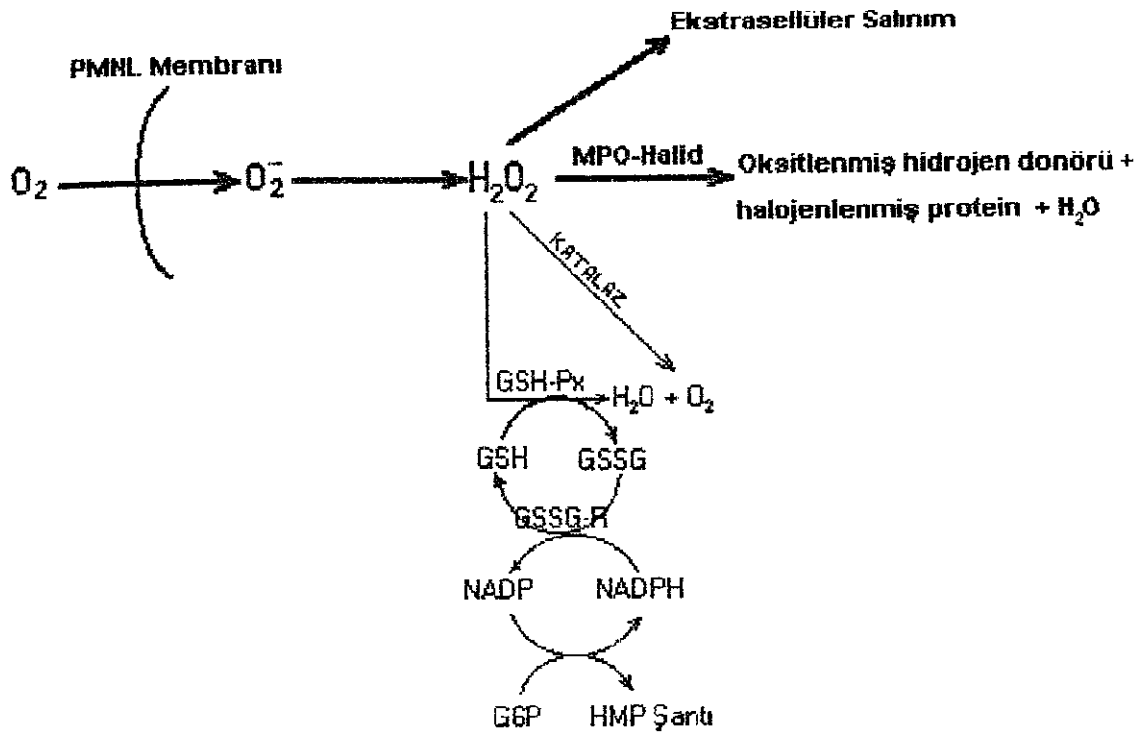 Ekstrasellüler Salınım
PMNL Membranı
MPO-Halid
O₂
O₂⁻
H₂O₂
Oksitlenmiş hidrojen donörü +
halojenlenmiş protein + H₂O
KATALAZ
GSH-Px
H₂O + O₂
GSH
GSSG
GSSG-R
NADP
NADPH
G6P
HMP Şantı